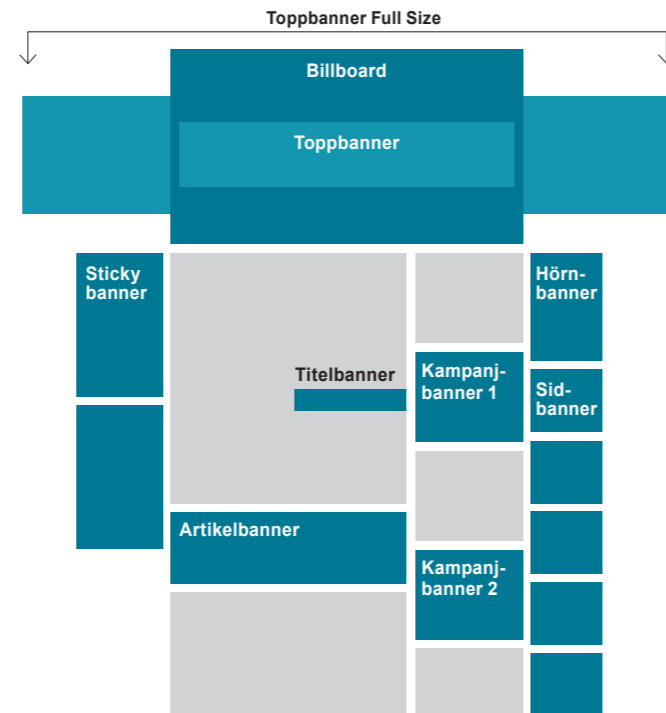 Toppbanner Full Size
Billboard
Toppbanner
Sticky
banner
Hörn-
banner
Titelbanner
Kampanj-
banner 1
Sid-
banner
Artikelbanner
Kampanj-
banner 2